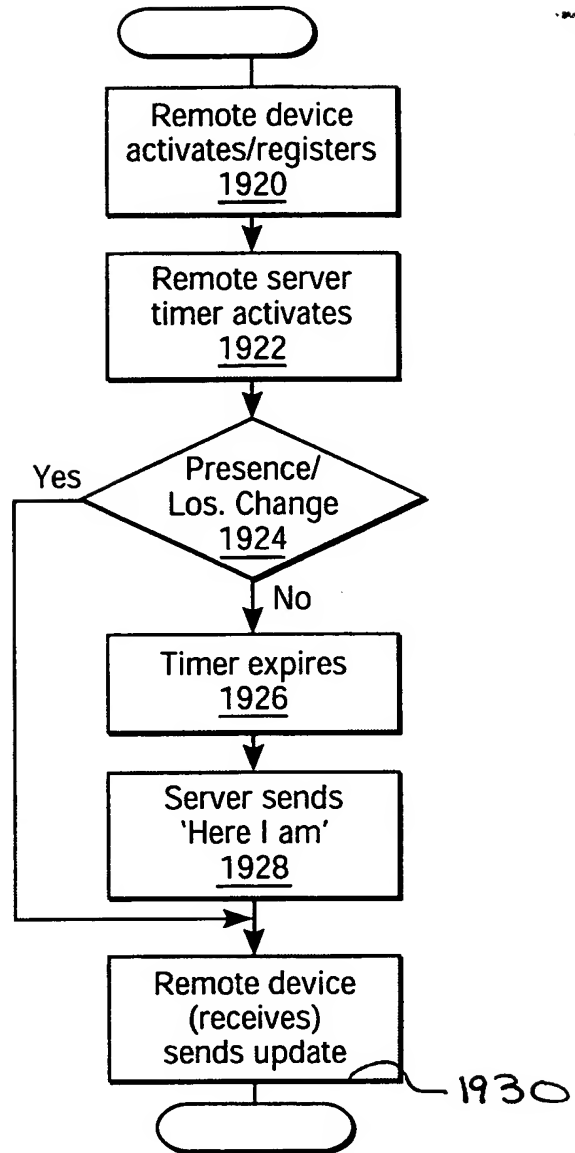 Remote device
activates/registers
1920
Remote server
timer activates
1922
Presence/
Los. Change
1924
Yes
No
Timer expires
1926
Server sends
'Here I am'
1928
Remote device
(receives)
sends update
1930